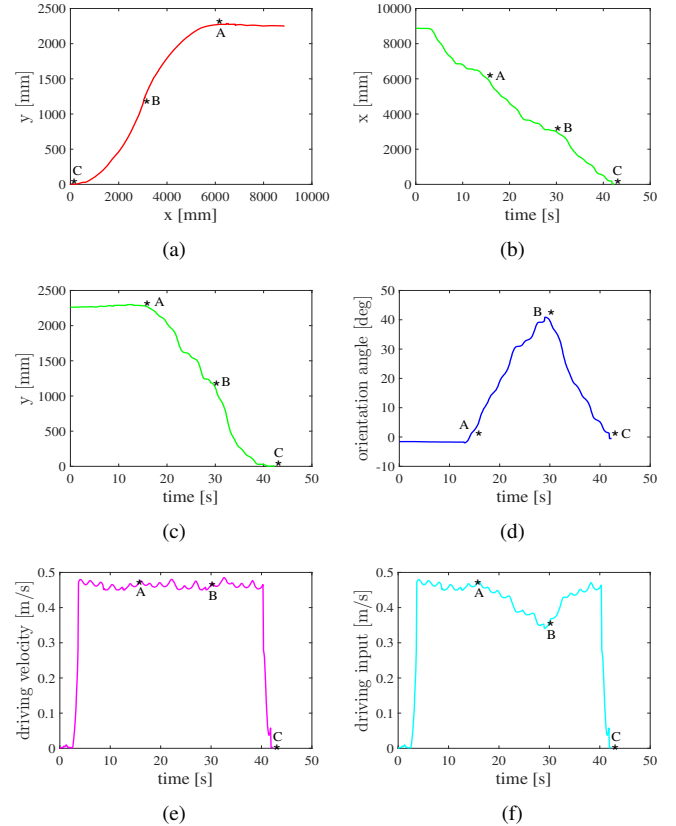 2500
2000
1500
1000
500
0
y [mm]
A
B
C
0 2000 4000 6000 8000 10000
x [mm]
(a)
10000
8000
6000
4000
2000
0
x [mm]
A
B
C
0 10 20 30 40 50
time [s]
(b)
2500
2000
1500
1000
500
0
y [mm]
A
B
C
0 10 20 30 40 50
time [s]
(c)
50
40
30
20
10
0
-10
orientation angle [deg]
B
A
C
0 10 20 30 40 50
time [s]
(d)
0.5
0.4
0.3
0.2
0.1
0
driving velocity [m/s]
A
B
C
0 10 20 30 40 50
time [s]
(e)
0.5
0.4
0.3
0.2
0.1
0
driving input [m/s]
A
B
C
0 10 20 30 40 50
time [s]
(f)